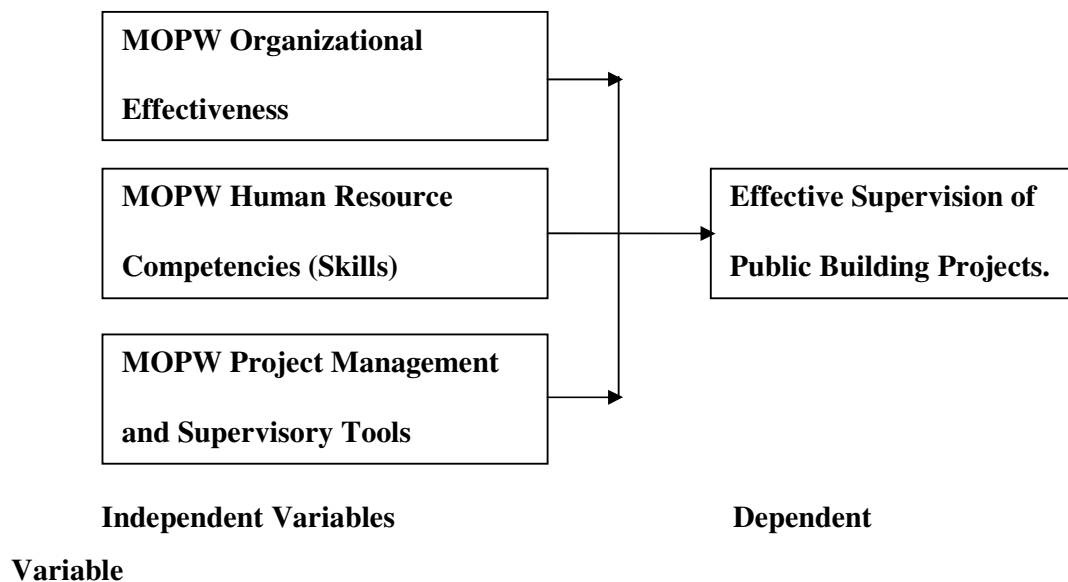 MOPW Organizational
Effectiveness
MOPW Human Resource
Competencies (Skills)
Effective Supervision of
Public Building Projects.
MOPW Project Management
and Supervisory Tools
Independent Variables
Dependent
Variable